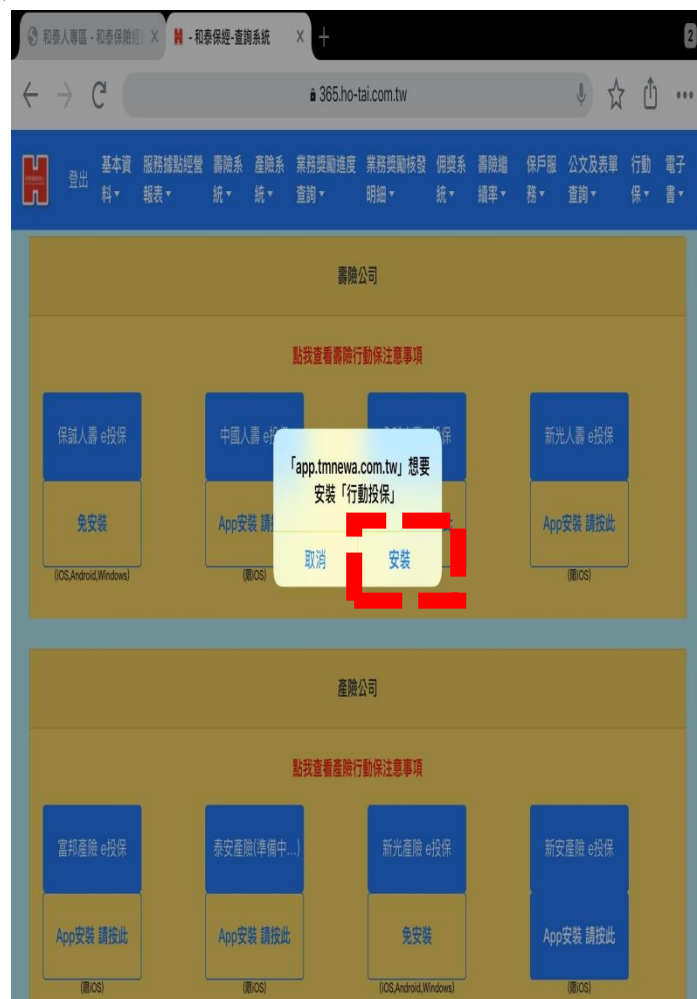 和泰人專區 - 和泰保險經
- 和泰保經-查詢系統
2
365.ho-tai.com.tw
登出
基本資料
服務據點經營報表
壽險系統
產險系統
業務獎勵進度查詢
業務獎勵核發明細
佣獎系統
壽險繼續率
保戶服務
公文及表單查詢
行動保
電子書
壽險公司
點我查看壽險行動保注意事項
保誠人壽 e投保
中國人壽 e投保
新光人壽 e投保
免安裝
App安裝 請
此
App安裝 請按此
(iOS,Android,Windows)
(限iOS)
(限iOS)
「app.tmnewa.com.tw」想要
安裝「行動投保」
取消
安裝
產險公司
點我查看產險行動保注意事項
富邦產險 e投保
泰安產險(準備中...)
新光產險 e投保
新安產險 e投保
App安裝 請按此
App安裝 請按此
免安裝
App安裝 請按此
(限iOS)
(限iOS)
(iOS,Android,Windows)
(限iOS)